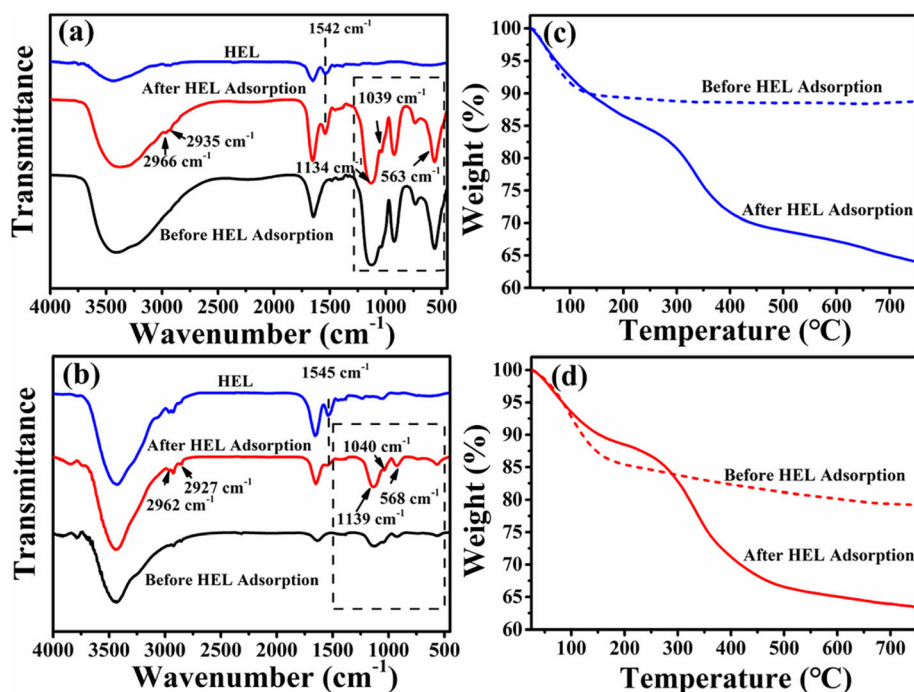 (a)
1542 cm-1
HEL
After HEL Adsorption
1039 cm-1
2935 cm-1
2966 cm-1
1134 cm-1
563 cm-1
Before HEL Adsorption
Transmittance
4000 3500 3000 2500 2000 1500 1000 500
Wavenumber (cm-1)
(c)
100
95
90
85
80
75
70
65
60
Weight (%)
Before HEL Adsorption
After HEL Adsorption
100 200 300 400 500 600 700
Temperature (°C)
(b)
1545 cm-1
HEL
After HEL Adsorption
1040 cm-1
2927 cm-1
2962 cm-1
568 cm-1
1139 cm-1
Before HEL Adsorption
Transmittance
4000 3500 3000 2500 2000 1500 1000 500
Wavenumber (cm-1)
(d)
100
95
90
85
80
75
70
65
60
Weight (%)
Before HEL Adsorption
After HEL Adsorption
100 200 300 400 500 600 700
Temperature (°C)